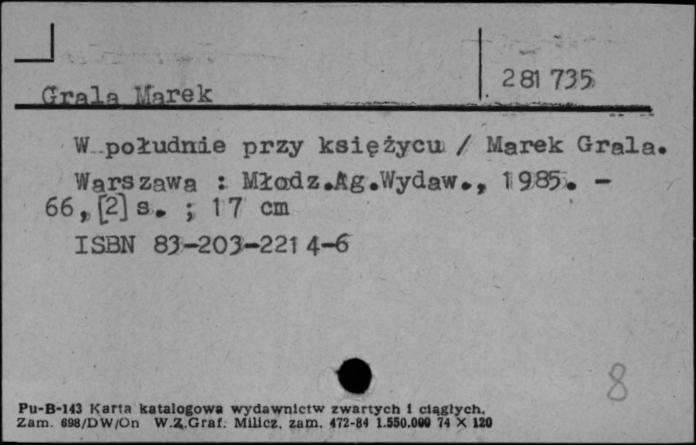 281 735
Grala Marek
W południe przy księżycu / Marek Grala.
Warszawa : Młodz.Ag.Wydaw., 1985. –
66, [2] s. ; 17 cm
ISBN 83-203-2214-6
8
Pu-B-143 Karta katalogowa wydawnictw zwartych i ciągłych.
Zam. 698/DW/On W.Z.Graf. Milicz. zam. 472-84 1.550.000 74 X 120